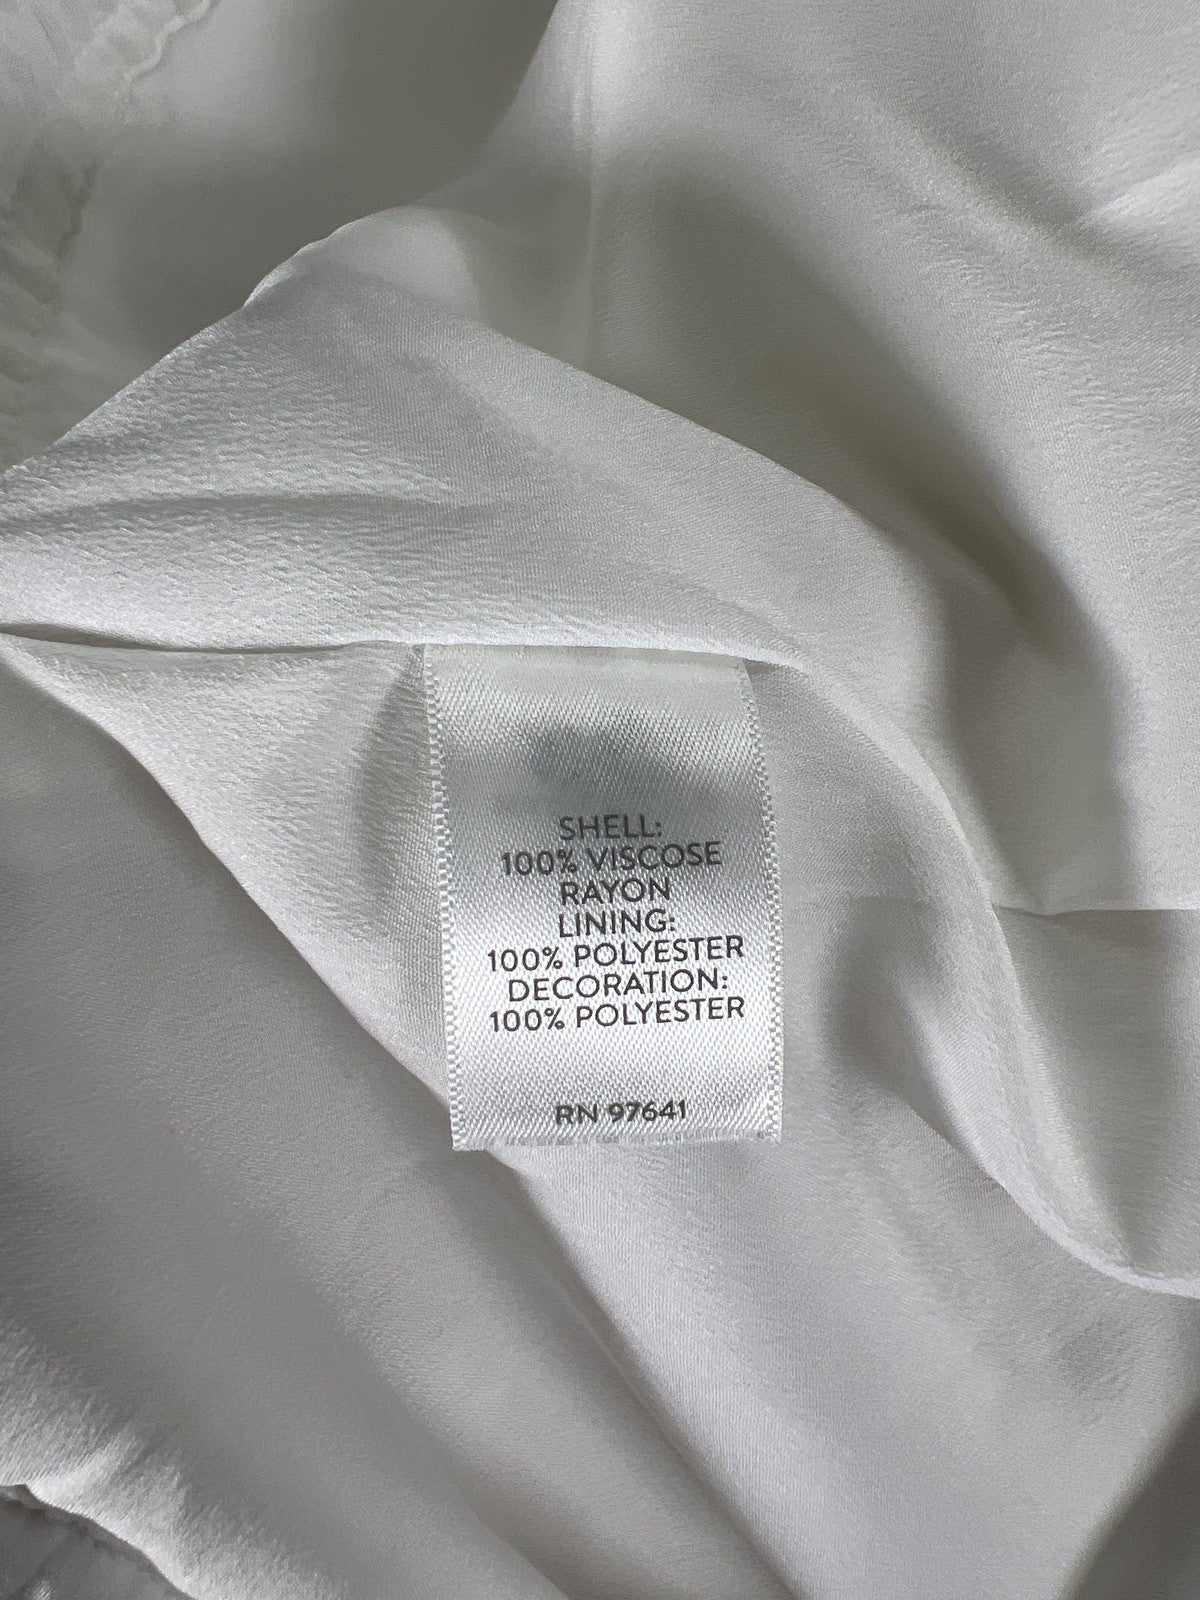 SHELL:
100% VISCOSE
RAYON
LINING:
100% POLYESTER
DECORATION:
100% POLYESTER
RN 97641